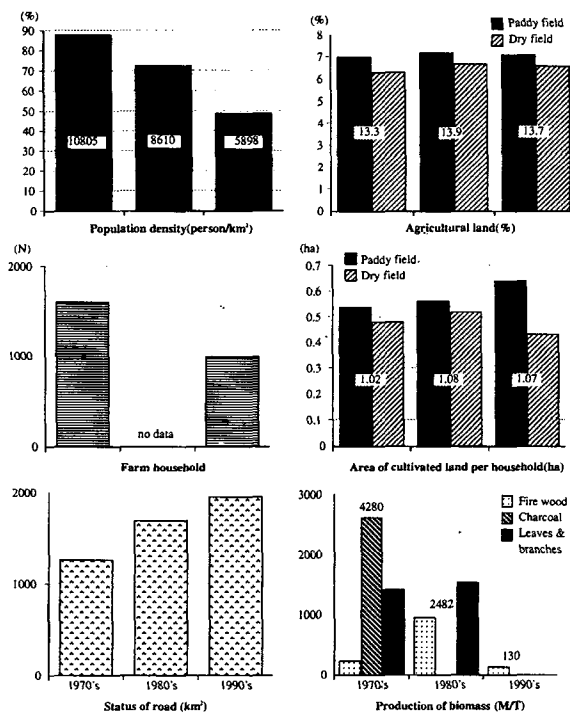 (%)
90
80
70
60
50
40
30
20
10
0
10805
8610
5898
Population density(person/km²)
(%)
Paddy field
Dry field
8
7
6
5
4
3
2
1
0
13.3
13.9
13.7
Agricultural land(%)
(N)
2000
1000
0
no data
Farm household
(ha)
Paddy field
Dry field
0.7
0.6
0.5
0.4
0.3
0.2
0.1
0
1.02
1.08
1.07
Area of cultivated land per household(ha)
2000
1000
0
1970's
1980's
1990's
Status of road (km²)
3000
2000
1000
0
Fire wood
Charcoal
Leaves &
branches
4280
2482
130
1970's
1980's
1990's
Production of biomass (M/T)